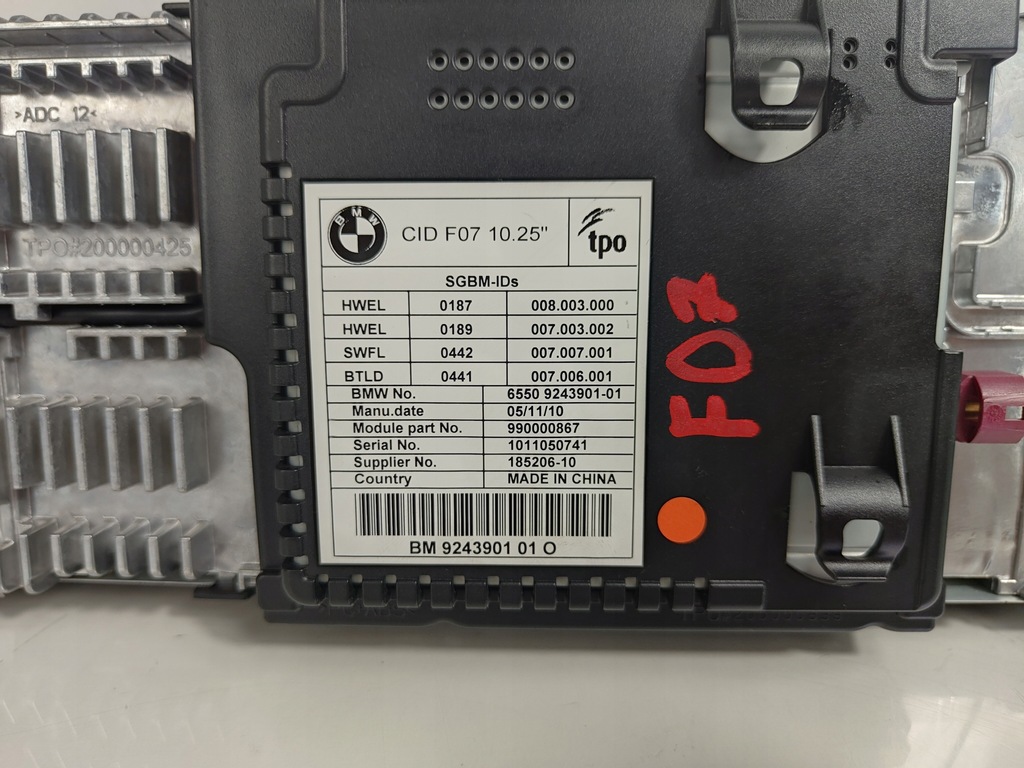 >ADC 12<
TPO#200000425
BMW
CID F07 10.25"
tpo
SGBM-IDs
HWEL 0187 008.003.000
HWEL 0189 007.003.002
SWFL 0442 007.007.001
BTLD 0441 007.006.001
BMW No. 6550 9243901-01
Manu.date 05/11/10
Module part No. 990000867
Serial No. 1011050741
Supplier No. 185206-10
Country MADE IN CHINA
BM 9243901 01 O
F07